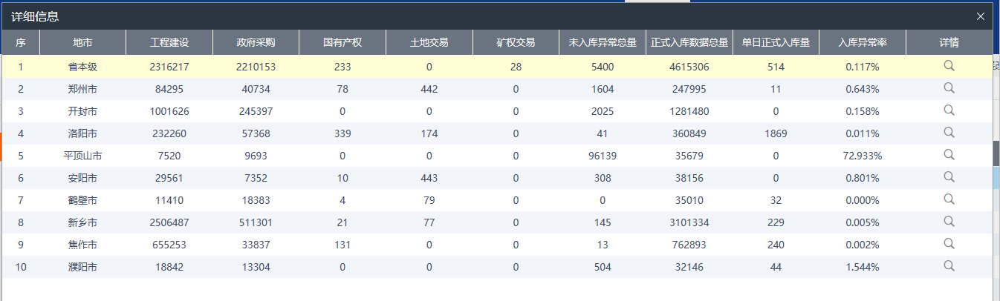 详细信息
序 地市 工程建设 政府采购 国有产权 土地交易 矿权交易 未入库异常总量 正式入库数据总量 单日正式入库量 入库异常率 详情
1 省本级 2316217 2210153 233 0 28 5400 4615306 514 0.117%
2 郑州市 84295 40734 78 442 0 1604 247995 11 0.643%
3 开封市 1001626 245397 0 0 0 2025 1281480 0 0.158%
4 洛阳市 232260 57368 339 174 0 41 360849 1869 0.011%
5 平顶山市 7520 9693 0 0 0 96139 35679 0 72.933%
6 安阳市 29561 7352 10 443 0 308 38156 0 0.801%
7 鹤壁市 11410 18383 4 79 0 0 35010 32 0.000%
8 新乡市 2506487 511301 21 77 0 145 3101334 229 0.005%
9 焦作市 655253 33837 131 0 0 13 762893 240 0.002%
10 濮阳市 18842 13304 0 0 0 504 32146 44 1.544%